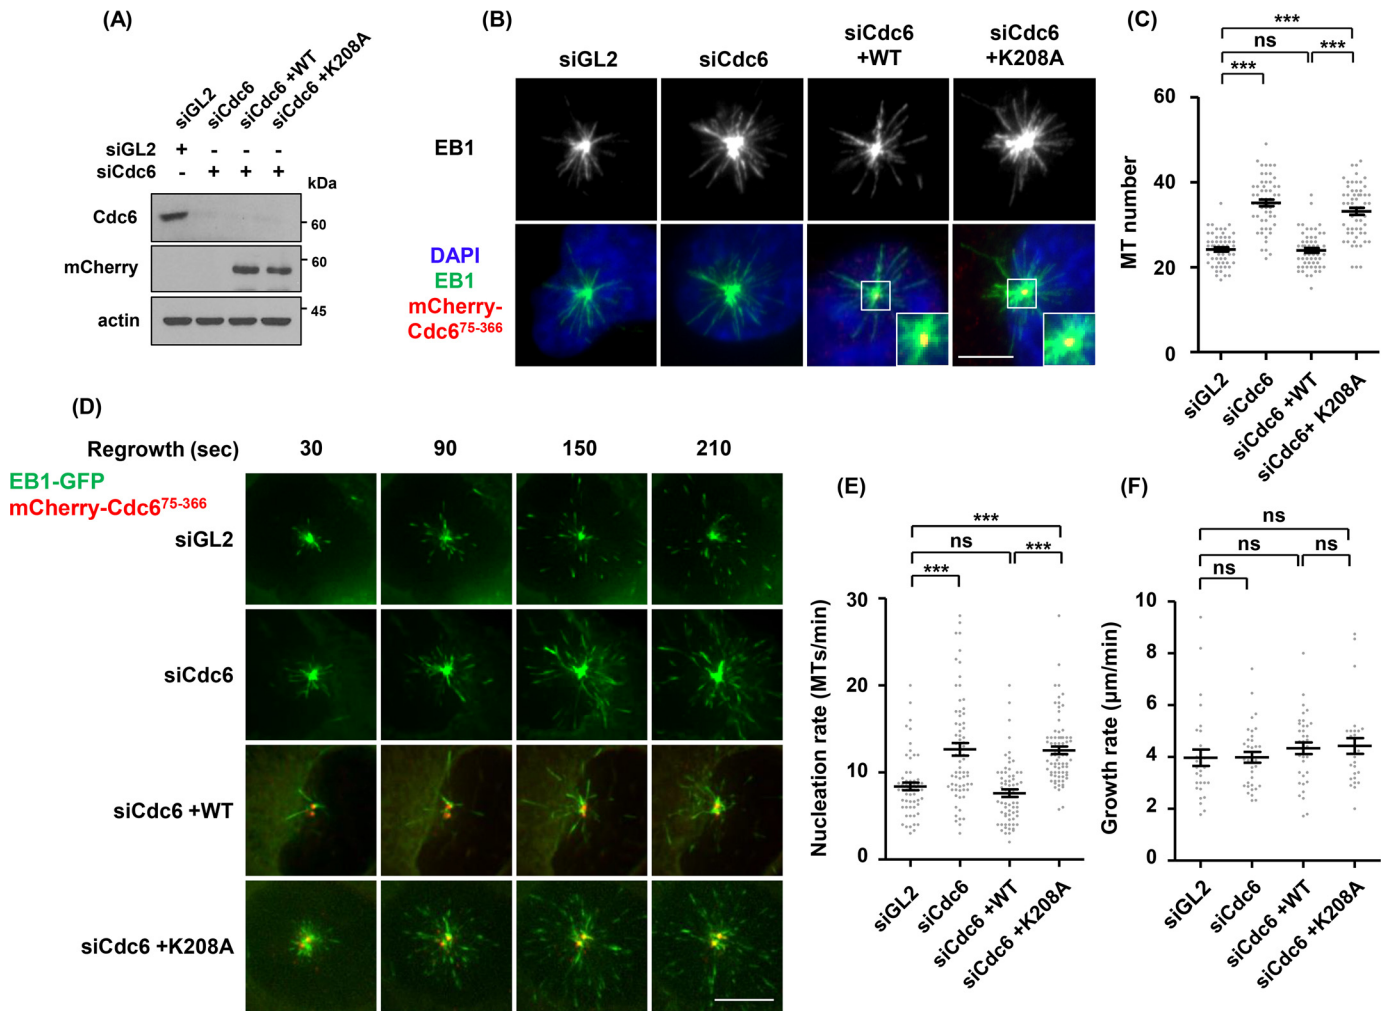 (A)
siGL2
siCdc6
siCdc6 +WT
siCdc6 +K208A
siGL2 + - - -
siCdc6 - + + +
kDa
Cdc6
60
mCherry
60
actin
45
(B)
siGL2
siCdc6
siCdc6
+WT
siCdc6
+K208A
EB1
DAPI
EB1
mCherry-
Cdc6⁷⁵⁻³⁶⁶
(C)
***
ns
***
***
60
40
20
0
MT number
siGL2
siCdc6
siCdc6 +WT
siCdc6+ K208A
(D)
Regrowth (sec)
30
90
150
210
EB1-GFP
mCherry-Cdc6⁷⁵⁻³⁶⁶
siGL2
siCdc6
siCdc6 +WT
siCdc6 +K208A
(E)
***
ns
***
***
30
20
10
0
Nucleation rate (MTs/min)
siGL2
siCdc6
siCdc6 +WT
siCdc6 +K208A
(F)
ns
ns
ns
ns
10
8
6
4
2
0
Growth rate (μm/min)
siGL2
siCdc6
siCdc6 +WT
siCdc6 +K208A